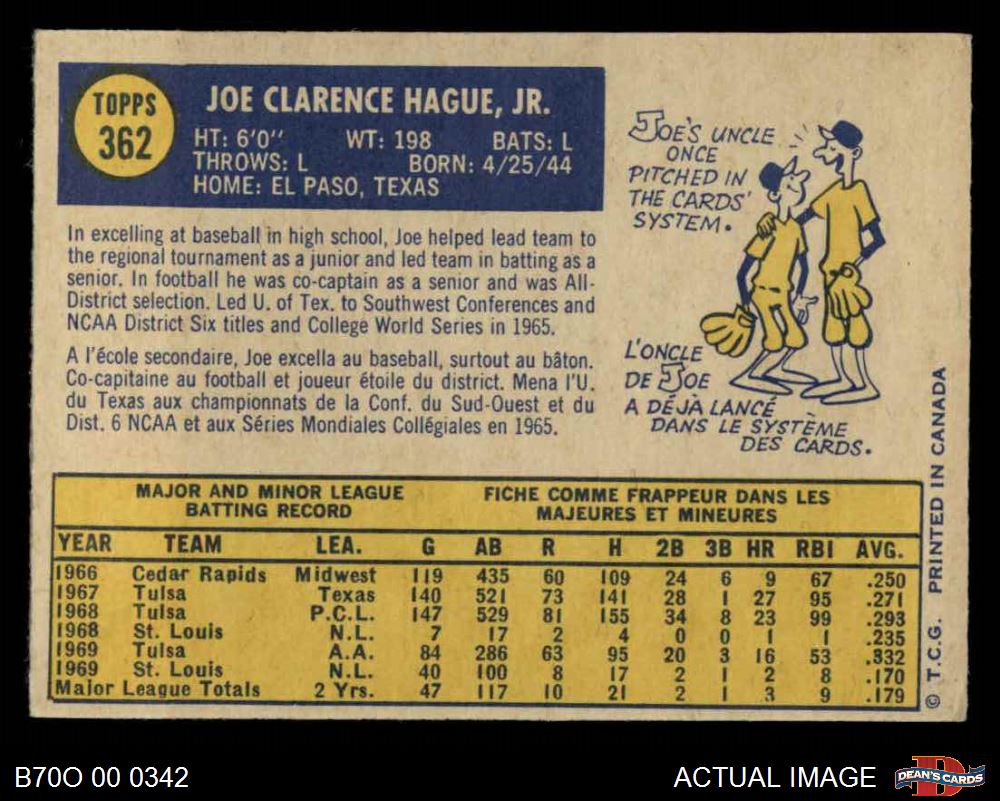 TOPPS
362
JOE CLARENCE HAGUE, JR.
HT: 6'0" WT: 198 BATS: L
THROWS: L BORN: 4/25/44
HOME: EL PASO, TEXAS
In excelling at baseball in high school, Joe helped lead team to
the regional tournament as a junior and led team in batting as a
senior. In football he was co-captain as a senior and was All-
District selection. Led U. of Tex. to Southwest Conferences and
NCAA District Six titles and College World Series in 1965.
A l'école secondaire, Joe excella au baseball, surtout au bâton.
Co-capitaine au football et joueur étoile du district. Mena l'U.
du Texas aux championnats de la Conf. du Sud-Ouest et du
Dist. 6 NCAA et aux Séries Mondiales Collégiales en 1965.
JOE'S UNCLE
ONCE
PITCHED IN
THE CARDS'
SYSTEM.
L'ONCLE
DE JOE
A DÉJÀ LANCÉ
DANS LE SYSTÈME
DES CARDS.
MAJOR AND MINOR LEAGUE
BATTING RECORD
FICHE COMME FRAPPEUR DANS LES
MAJEURES ET MINEURES
YEAR TEAM LEA. G AB R H 2B 3B HR RBI AVG.
1966 Cedar Rapids Midwest 119 435 60 109 24 6 9 67 .250
1967 Tulsa Texas 140 521 73 141 28 1 27 95 .271
1968 Tulsa P.C.L. 147 529 81 155 34 8 23 99 .293
1968 St. Louis N.L. 7 17 2 4 0 0 1 1 .235
1969 Tulsa A.A. 84 286 63 95 20 3 16 53 .332
1969 St. Louis N.L. 40 100 8 17 2 1 2 8 .170
Major League Totals 2 Yrs. 47 117 10 21 2 1 3 9 .179
© T.C.G. PRINTED IN CANADA
B70O 00 0342
ACTUAL IMAGE
D
DEAN'S CARDS